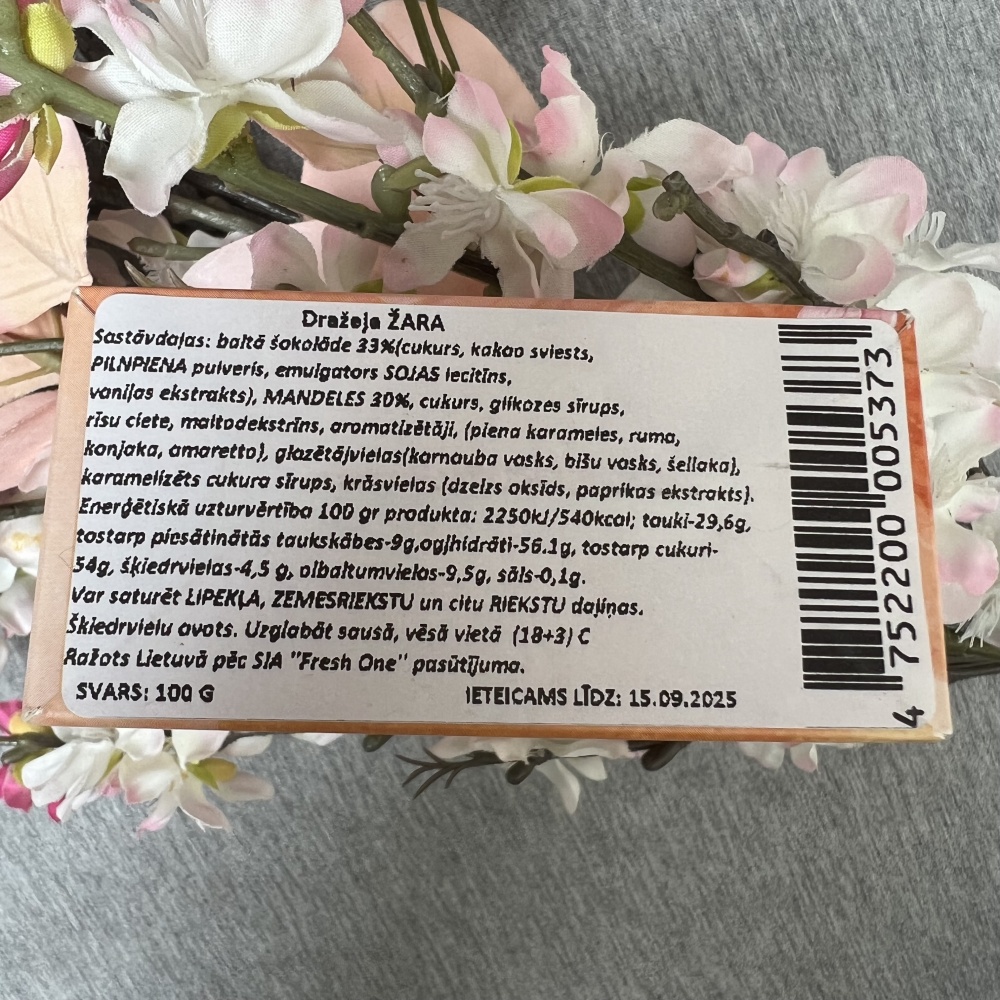 Dražeja ŽARA
Sastāvdaļas: baltā šokolāde 33%(cukurs, kakao sviests,
PILNPIENA pulveris, emulgators SOJAS lecitīns,
vaniļas ekstrakts), MANDELES 30%, cukurs, glikozes sīrups,
rīsu ciete, maltodekstrīns, aromatizētāji, (piena karameles, ruma,
konjaka, amaretto), glazētājvielas(karnauba vasks, bišu vasks, šellaka),
karamelizēts cukura sīrups, krāsvielas (dzelzs oksīds, paprikas ekstrakts).
Enerģētiskā uzturvērtība 100 gr produkta: 2250kJ/540kcal; tauki-29,6g,
tostarp piesātinātās taukskābes-9g,ogļhidrāti-56.1g, tostarp cukuri-
54g, šķiedrvielas-4,5 g, olbaltumvielas-9,5g, sāls-0,1g.
Var saturēt LIPEKĻA, ZEMESRIEKSTU un citu RIEKSTU daļiņas.
Šķiedrvielu avots. Uzglabāt sausā, vēsā vietā (18+3) C
Ražots Lietuvā pēc SIA "Fresh One" pasūtījuma.
SVARS: 100 G
IETEICAMS LĪDZ: 15.09.2025
4 752200 005373